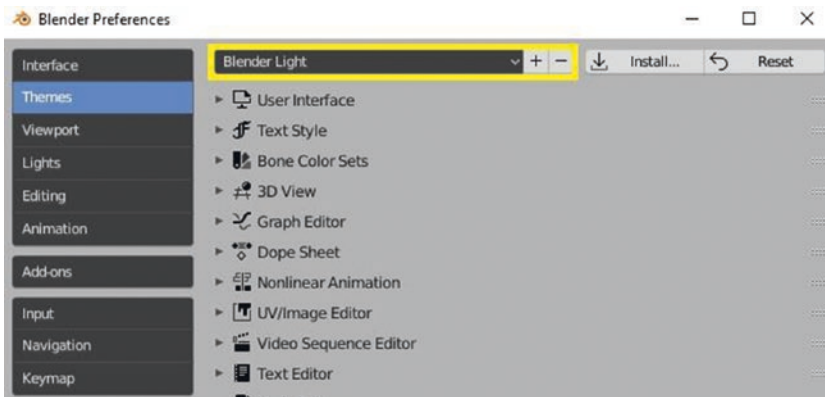 Blender Preferences
Interface
Themes
Viewport
Lights
Editing
Animation
Add-ons
Input
Navigation
Keymap
Blender Light
Install...
Reset
User Interface
Text Style
Bone Color Sets
3D View
Graph Editor
Dope Sheet
Nonlinear Animation
UV/Image Editor
Video Sequence Editor
Text Editor